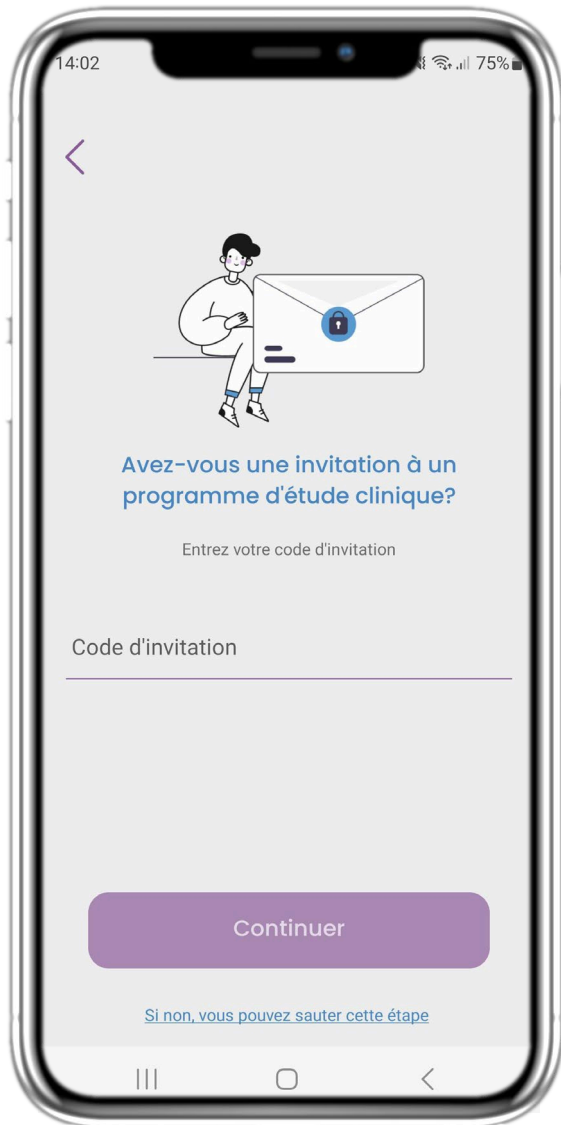 14:02
75%
Avez-vous une invitation à un
programme d'étude clinique?
Entrez votre code d'invitation
Code d'invitation
Continuer
Si non, vous pouvez sauter cette étape